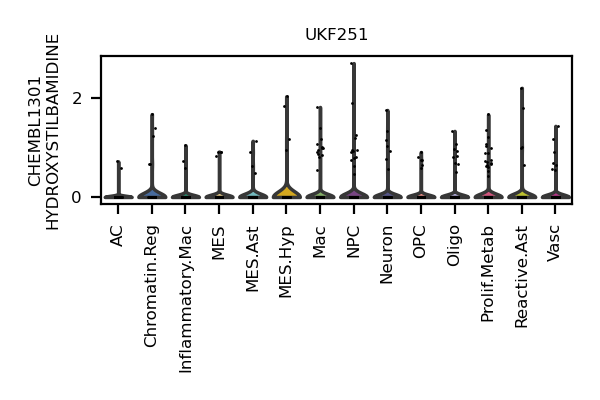 UKF251
CHEMBL1301
HYDROXYSTILBAMIDINE
2
0
AC
Chromatin.Reg
Inflammatory.Mac
MES
MES.Ast
MES.Hyp
Mac
NPC
Neuron
OPC
Oligo
Prolif.Metab
Reactive.Ast
Vasc